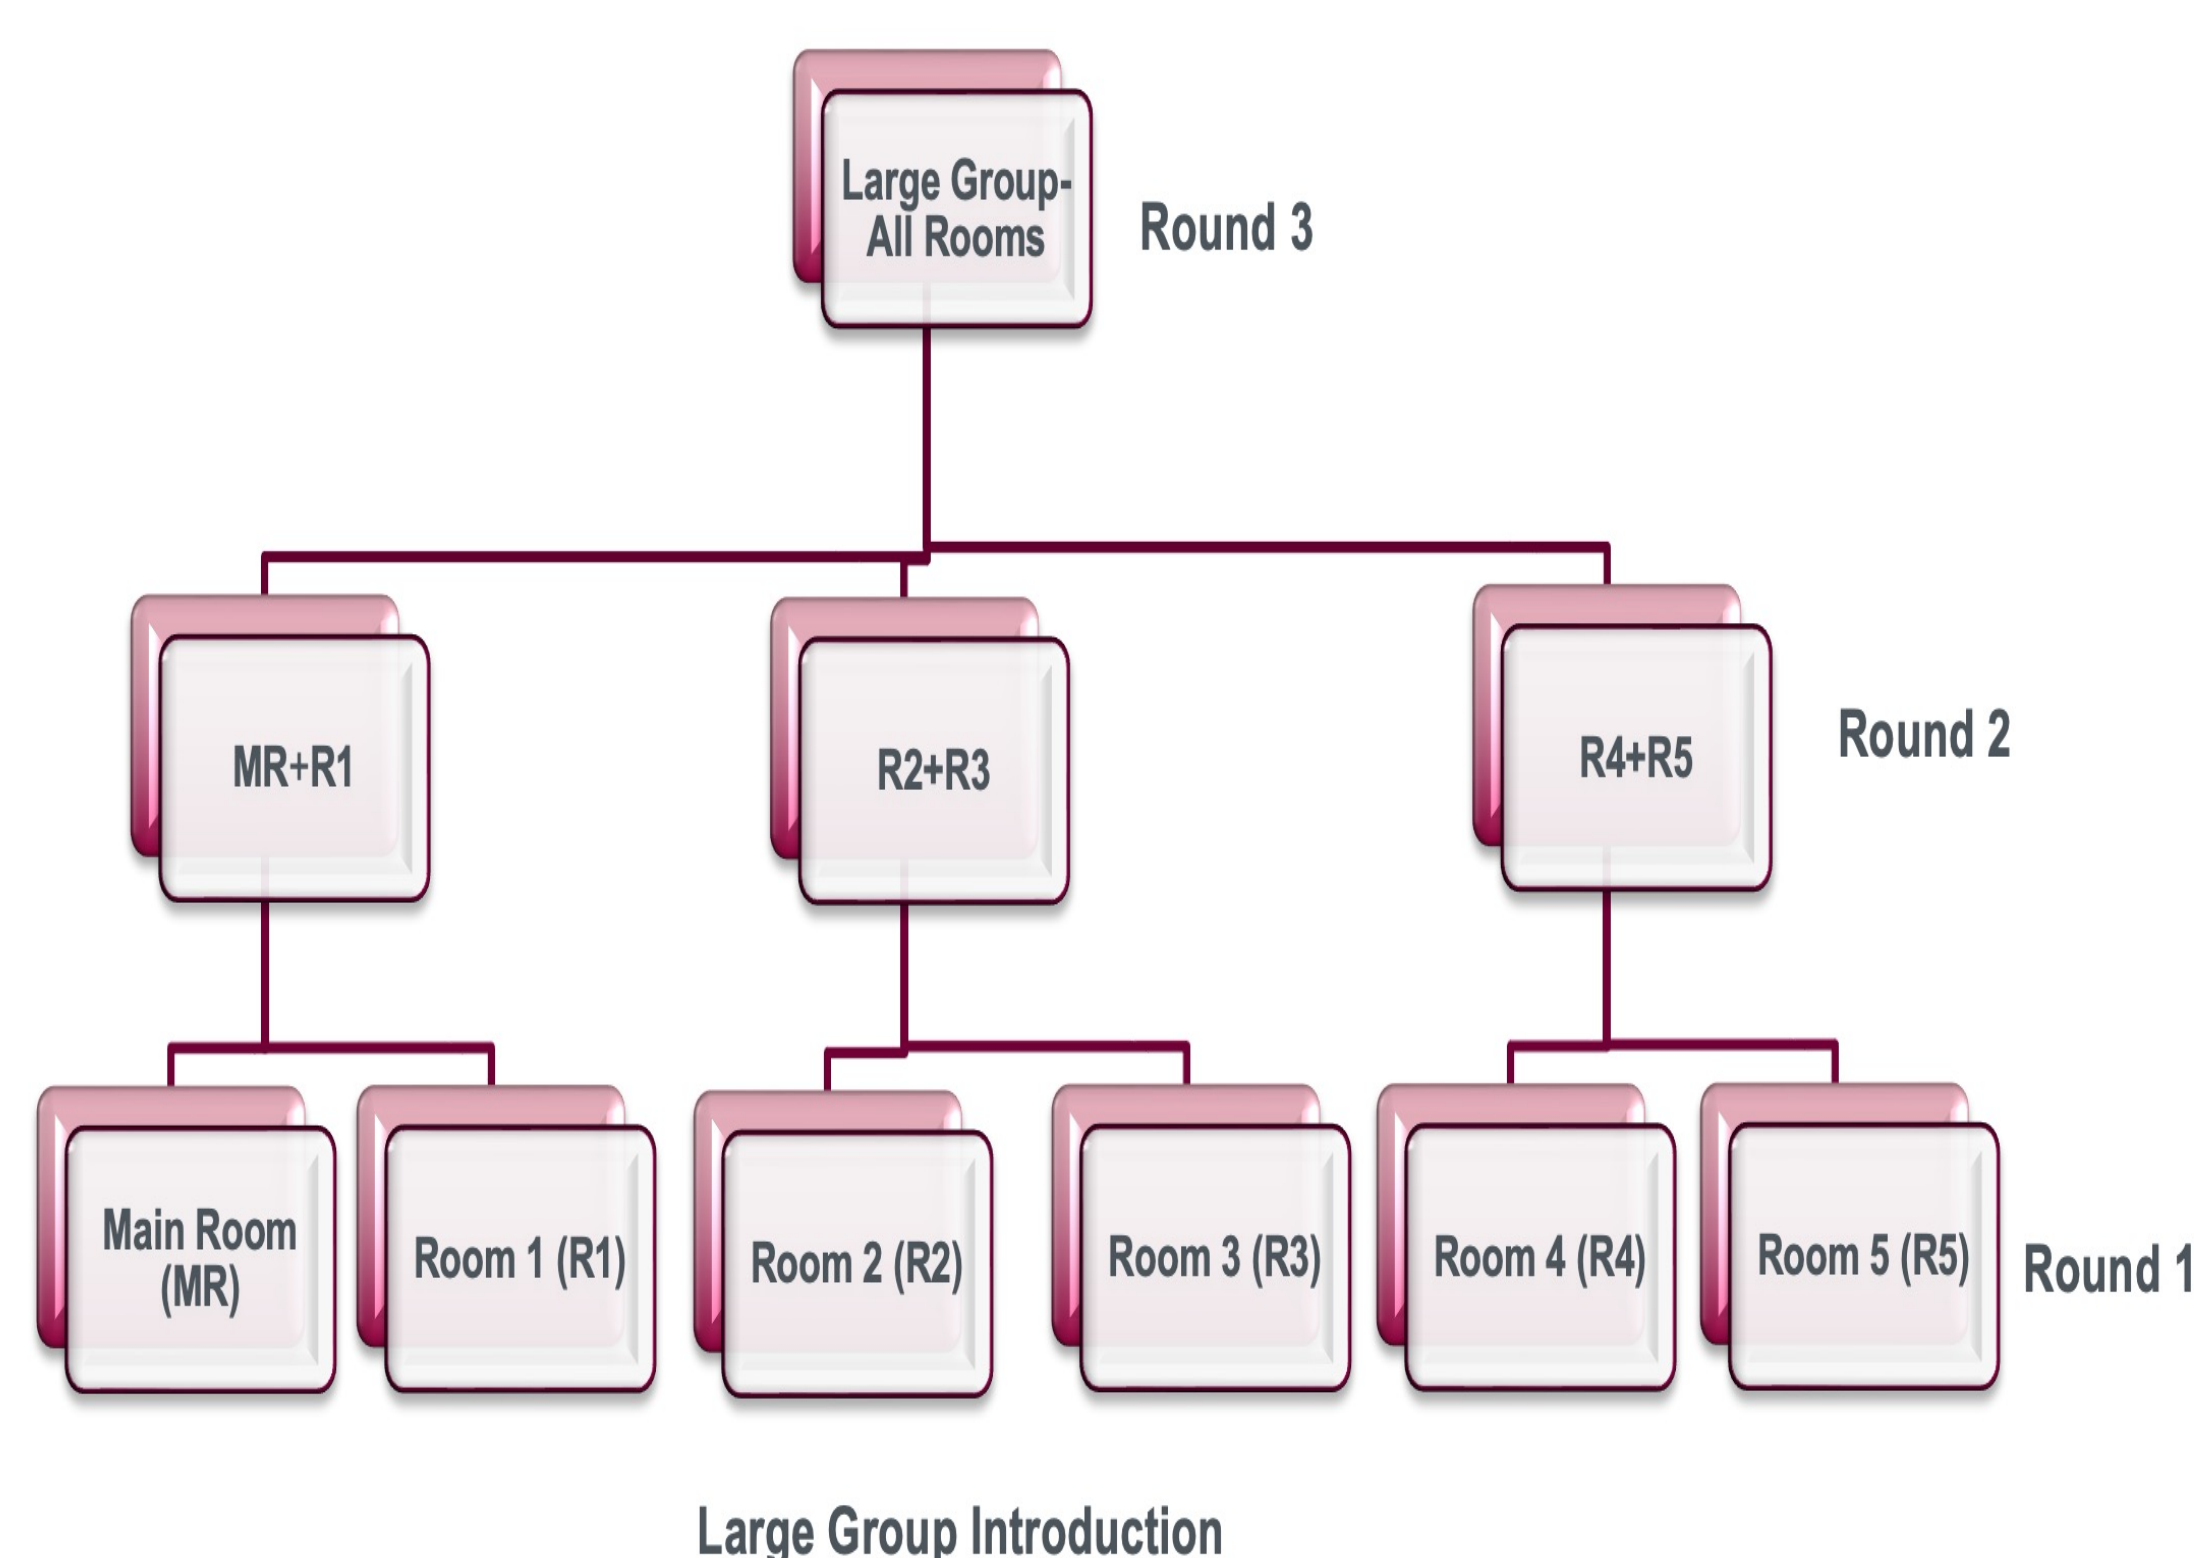 Large Group-
All Rooms
Round 3
MR+R1
R2+R3
R4+R5
Round 2
Main Room
(MR)
Room 1 (R1)
Room 2 (R2)
Room 3 (R3)
Room 4 (R4)
Room 5 (R5)
Round 1
Large Group Introduction